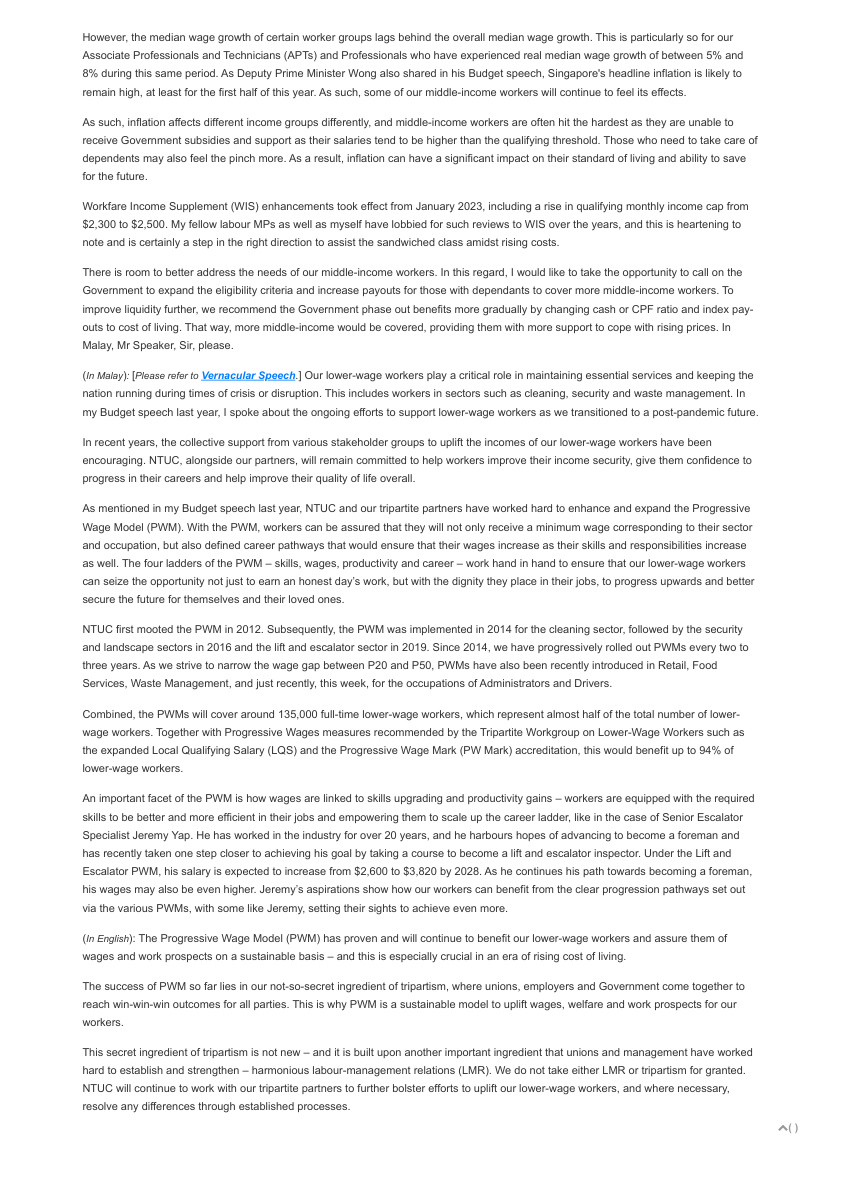 However, the median wage growth of certain worker groups lags behind the overall median wage growth. This is particularly so for our
Associate Professionals and Technicians (APTs) and Professionals who have experienced real median wage growth of between 5% and
8% during this same period. As Deputy Prime Minister Wong also shared in his Budget speech, Singapore's headline inflation is likely to
remain high, at least for the first half of this year. As such, some of our middle-income workers will continue to feel its effects.
As such, inflation affects different income groups differently, and middle-income workers are often hit the hardest as they are unable to
receive Government subsidies and support as their salaries tend to be higher than the qualifying threshold. Those who need to take care of
dependents may also feel the pinch more. As a result, inflation can have a significant impact on their standard of living and ability to save
for the future.
Workfare Income Supplement (WIS) enhancements took effect from January 2023, including a rise in qualifying monthly income cap from
$2,300 to $2,500. My fellow labour MPs as well as myself have lobbied for such reviews to WIS over the years, and this is heartening to
note and is certainly a step in the right direction to assist the sandwiched class amidst rising costs.
There is room to better address the needs of our middle-income workers. In this regard, I would like to take the opportunity to call on the
Government to expand the eligibility criteria and increase payouts for those with dependants to cover more middle-income workers. To
improve liquidity further, we recommend the Government phase out benefits more gradually by changing cash or CPF ratio and index pay-
outs to cost of living. That way, more middle-income would be covered, providing them with more support to cope with rising prices. In
Malay, Mr Speaker, Sir, please.
(In Malay): [Please refer to Vernacular Speech.] Our lower-wage workers play a critical role in maintaining essential services and keeping the
nation running during times of crisis or disruption. This includes workers in sectors such as cleaning, security and waste management. In
my Budget speech last year, I spoke about the ongoing efforts to support lower-wage workers as we transitioned to a post-pandemic future.
In recent years, the collective support from various stakeholder groups to uplift the incomes of our lower-wage workers have been
encouraging. NTUC, alongside our partners, will remain committed to help workers improve their income security, give them confidence to
progress in their careers and help improve their quality of life overall.
As mentioned in my Budget speech last year, NTUC and our tripartite partners have worked hard to enhance and expand the Progressive
Wage Model (PWM). With the PWM, workers can be assured that they will not only receive a minimum wage corresponding to their sector
and occupation, but also defined career pathways that would ensure that their wages increase as their skills and responsibilities increase
as well. The four ladders of the PWM – skills, wages, productivity and career – work hand in hand to ensure that our lower-wage workers
can seize the opportunity not just to earn an honest day’s work, but with the dignity they place in their jobs, to progress upwards and better
secure the future for themselves and their loved ones.
NTUC first mooted the PWM in 2012. Subsequently, the PWM was implemented in 2014 for the cleaning sector, followed by the security
and landscape sectors in 2016 and the lift and escalator sector in 2019. Since 2014, we have progressively rolled out PWMs every two to
three years. As we strive to narrow the wage gap between P20 and P50, PWMs have also been recently introduced in Retail, Food
Services, Waste Management, and just recently, this week, for the occupations of Administrators and Drivers.
Combined, the PWMs will cover around 135,000 full-time lower-wage workers, which represent almost half of the total number of lower-
wage workers. Together with Progressive Wages measures recommended by the Tripartite Workgroup on Lower-Wage Workers such as
the expanded Local Qualifying Salary (LQS) and the Progressive Wage Mark (PW Mark) accreditation, this would benefit up to 94% of
lower-wage workers.
An important facet of the PWM is how wages are linked to skills upgrading and productivity gains – workers are equipped with the required
skills to be better and more efficient in their jobs and empowering them to scale up the career ladder, like in the case of Senior Escalator
Specialist Jeremy Yap. He has worked in the industry for over 20 years, and he harbours hopes of advancing to become a foreman and
has recently taken one step closer to achieving his goal by taking a course to become a lift and escalator inspector. Under the Lift and
Escalator PWM, his salary is expected to increase from $2,600 to $3,820 by 2028. As he continues his path towards becoming a foreman,
his wages may also be even higher. Jeremy’s aspirations show how our workers can benefit from the clear progression pathways set out
via the various PWMs, with some like Jeremy, setting their sights to achieve even more.
(In English): The Progressive Wage Model (PWM) has proven and will continue to benefit our lower-wage workers and assure them of
wages and work prospects on a sustainable basis – and this is especially crucial in an era of rising cost of living.
The success of PWM so far lies in our not-so-secret ingredient of tripartism, where unions, employers and Government come together to
reach win-win-win outcomes for all parties. This is why PWM is a sustainable model to uplift wages, welfare and work prospects for our
workers.
This secret ingredient of tripartism is not new – and it is built upon another important ingredient that unions and management have worked
hard to establish and strengthen – harmonious labour-management relations (LMR). We do not take either LMR or tripartism for granted.
NTUC will continue to work with our tripartite partners to further bolster efforts to uplift our lower-wage workers, and where necessary,
resolve any differences through established processes.
( )